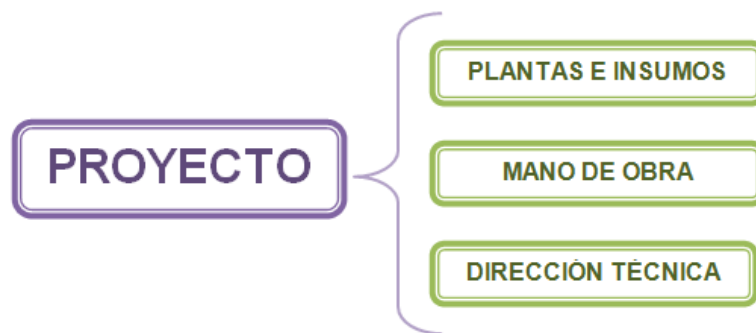 PROYECTO
PLANTAS E INSUMOS
MANO DE OBRA
DIRECCIÓN TÉCNICA